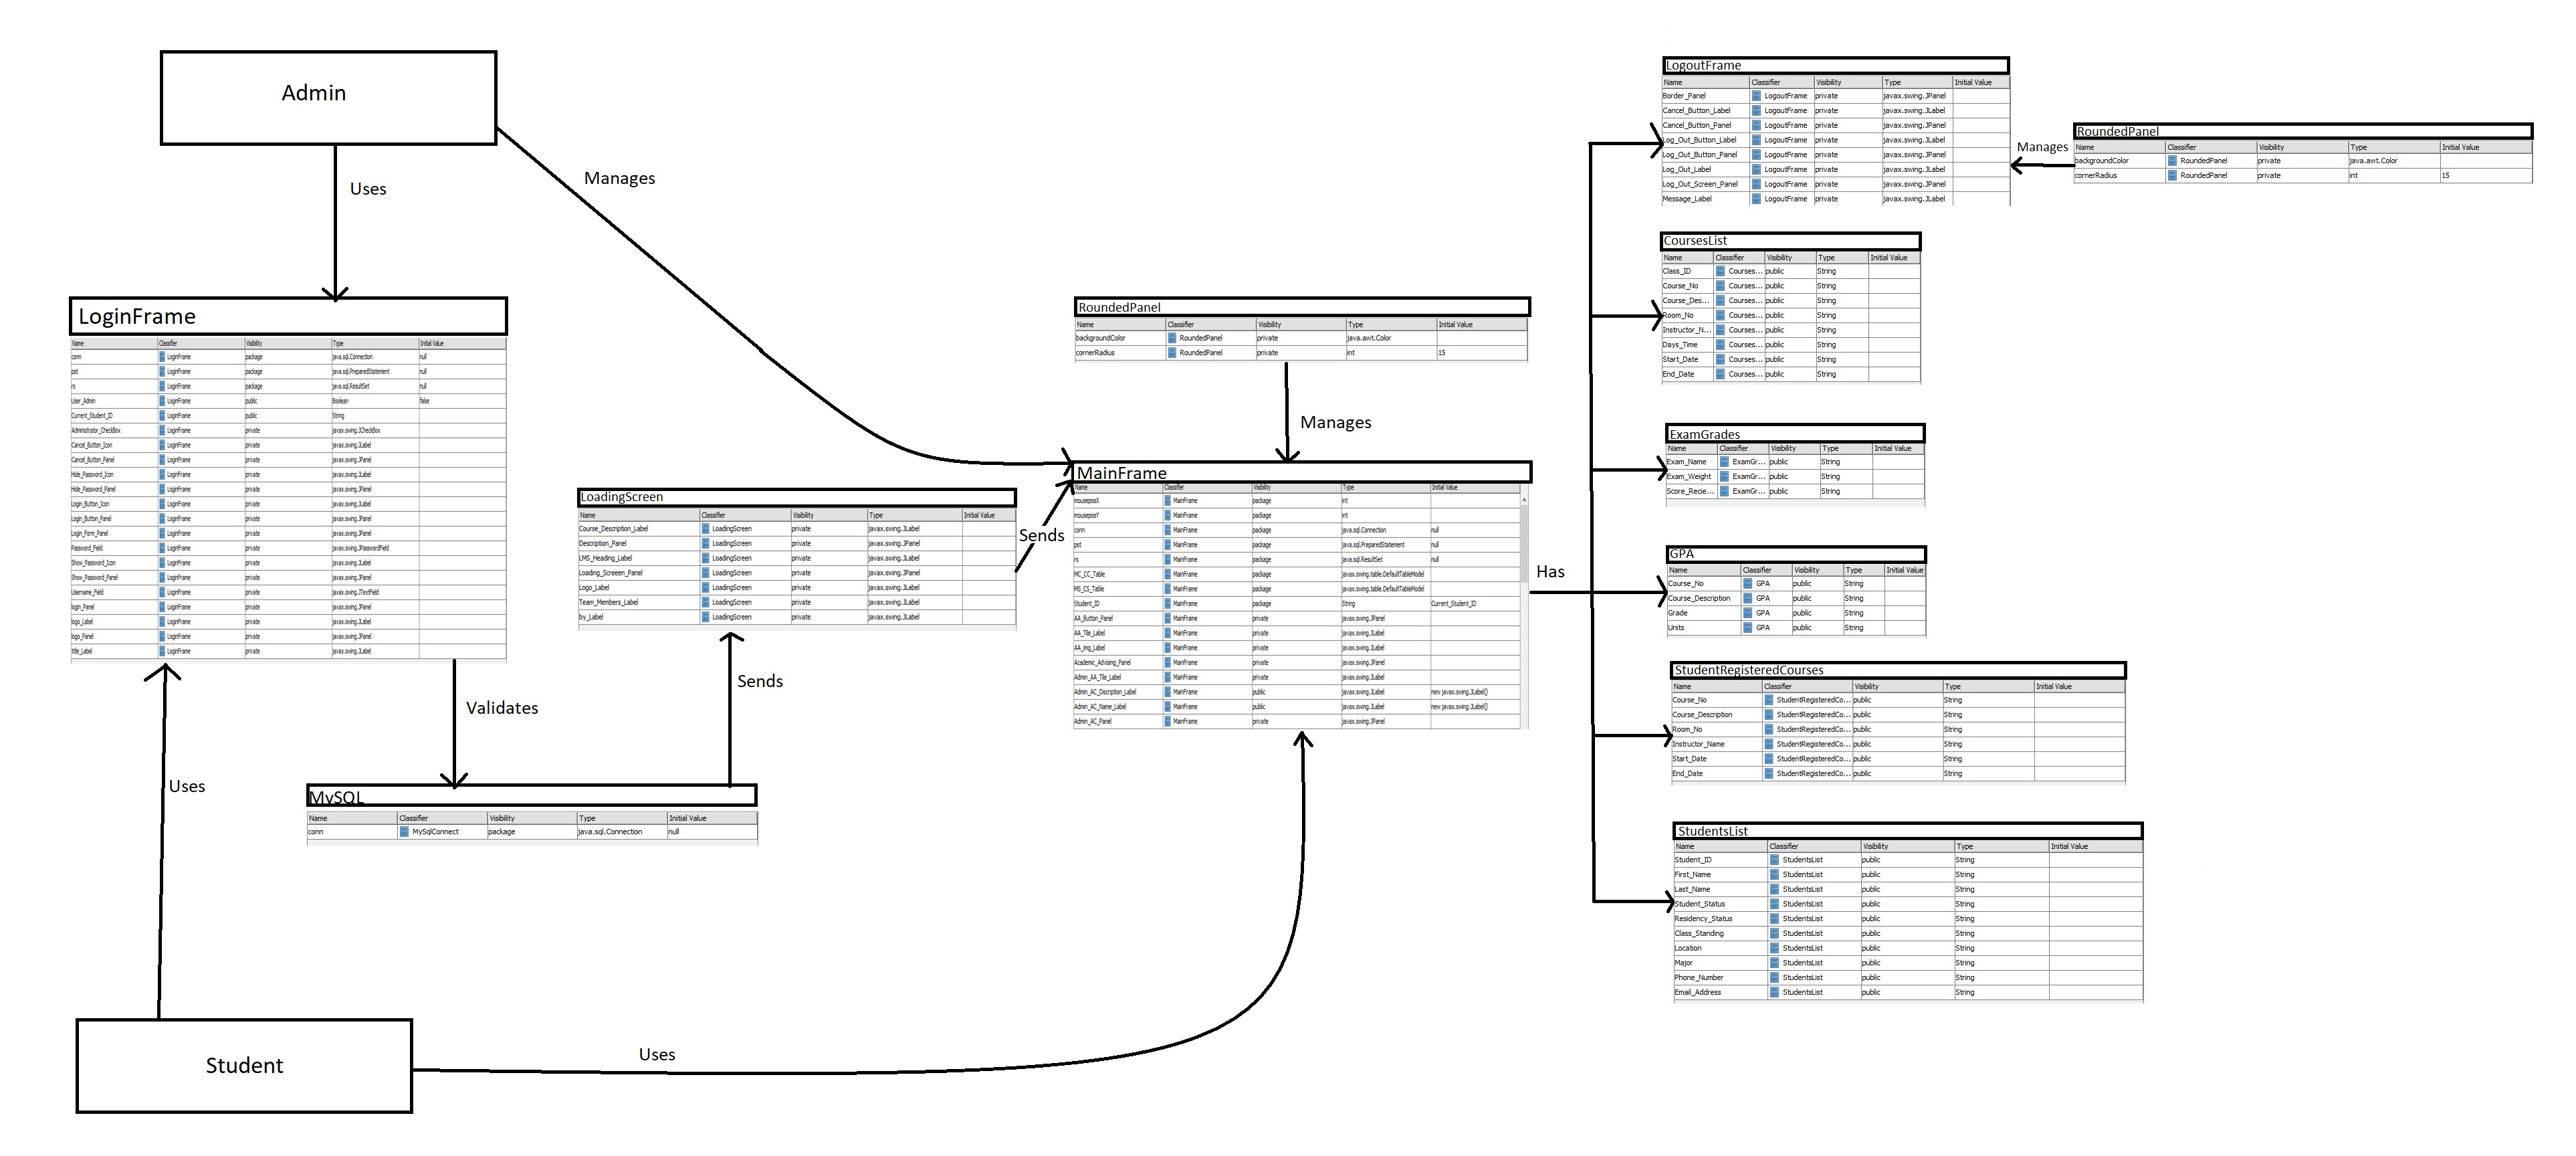 Admin
Uses
Manages
LoginFrame
Name Classifier Visibility Type Initial Value
conn LoginFrame package java.sql.Connection null
pst LoginFrame package java.sql.PreparedStatement null
rs LoginFrame package java.sql.ResultSet null
User_Admin LoginFrame public Boolean false
Current_Student_ID LoginFrame public String
Administrator_CheckBox LoginFrame private javax.swing.JCheckBox
Cancel_Button_Icon LoginFrame private javax.swing.JLabel
Cancel_Button_Panel LoginFrame private javax.swing.JPanel
Hide_Password_Icon LoginFrame private javax.swing.JLabel
Hide_Password_Panel LoginFrame private javax.swing.JPanel
Login_Button_Icon LoginFrame private javax.swing.JLabel
Login_Button_Panel LoginFrame private javax.swing.JPanel
Login_Form_Panel LoginFrame private javax.swing.JPanel
Password_Field LoginFrame private javax.swing.JPasswordField
Show_Password_Icon LoginFrame private javax.swing.JLabel
Show_Password_Panel LoginFrame private javax.swing.JPanel
Username_Field LoginFrame private javax.swing.JTextField
login_Panel LoginFrame private javax.swing.JPanel
logo_Label LoginFrame private javax.swing.JLabel
logo_Panel LoginFrame private javax.swing.JPanel
title_Label LoginFrame private javax.swing.JLabel
Validates
Uses
MySQL
Name Classifier Visibility Type Initial Value
conn MySqlConnect package java.sql.Connection null
Sends
Student
Uses
LoadingScreen
Name Classifier Visibility Type Initial Value
Course_Description_Label LoadingScreen private javax.swing.JLabel
Description_Panel LoadingScreen private javax.swing.JPanel
LMS_Heading_Label LoadingScreen private javax.swing.JLabel
Loading_Screeen_Panel LoadingScreen private javax.swing.JPanel
Logo_Label LoadingScreen private javax.swing.JLabel
Team_Members_Label LoadingScreen private javax.swing.JLabel
by_Label LoadingScreen private javax.swing.JLabel
Sends
RoundedPanel
Name Classifier Visibility Type Initial Value
backgroundColor RoundedPanel private java.awt.Color
cornerRadius RoundedPanel private int 15
Manages
MainFrame
Name Classifier Visibility Type Initial Value
mouseposX MainFrame package int
mouseposY MainFrame package int
conn MainFrame package java.sql.Connection null
pst MainFrame package java.sql.PreparedStatement null
rs MainFrame package java.sql.ResultSet null
MC_CC_Table MainFrame package javax.swing.table.DefaultTableModel
MS_CS_Table MainFrame package javax.swing.table.DefaultTableModel
Student_ID MainFrame package String Current_Student_ID
AA_Button_Panel MainFrame private javax.swing.JPanel
AA_Tile_Label MainFrame private javax.swing.JLabel
AA_img_Label MainFrame private javax.swing.JLabel
Academic_Advising_Panel MainFrame private javax.swing.JPanel
Admin_AA_Tile_Label MainFrame private javax.swing.JLabel
Admin_AC_Discription_Label MainFrame public javax.swing.JLabel new javax.swing.JLabel()
Admin_AC_Name_Label MainFrame public javax.swing.JLabel new javax.swing.JLabel()
Admin_AC_Panel MainFrame private javax.swing.JPanel
Has
LogoutFrame
Name Classifier Visibility Type Initial Value
Border_Panel LogoutFrame private javax.swing.JPanel
Cancel_Button_Label LogoutFrame private javax.swing.JLabel
Cancel_Button_Panel LogoutFrame private javax.swing.JPanel
Log_Out_Button_Label LogoutFrame private javax.swing.JLabel
Log_Out_Button_Panel LogoutFrame private javax.swing.JPanel
Log_Out_Label LogoutFrame private javax.swing.JLabel
Log_Out_Screen_Panel LogoutFrame private javax.swing.JPanel
Message_Label LogoutFrame private javax.swing.JLabel
Manages
RoundedPanel
Name Classifier Visibility Type Initial Value
backgroundColor RoundedPanel private java.awt.Color
cornerRadius RoundedPanel private int 15
CoursesList
Name Classifier Visibility Type Initial Value
Class_ID Courses... public String
Course_No Courses... public String
Course_Des... Courses... public String
Room_No Courses... public String
Instructor_N... Courses... public String
Days_Time Courses... public String
Start_Date Courses... public String
End_Date Courses... public String
ExamGrades
Name Classifier Visibility Type Initial Value
Exam_Name ExamGr... public String
Exam_Weight ExamGr... public String
Score_Recie... ExamGr... public String
GPA
Name Classifier Visibility Type Initial Value
Course_No GPA public String
Course_Description GPA public String
Grade GPA public String
Units GPA public String
StudentRegisteredCourses
Name Classifier Visibility Type Initial Value
Course_No StudentRegisteredCo... public String
Course_Description StudentRegisteredCo... public String
Room_No StudentRegisteredCo... public String
Instructor_Name StudentRegisteredCo... public String
Start_Date StudentRegisteredCo... public String
End_Date StudentRegisteredCo... public String
StudentsList
Name Classifier Visibility Type Initial Value
Student_ID StudentsList public String
First_Name StudentsList public String
Last_Name StudentsList public String
Student_Status StudentsList public String
Residency_Status StudentsList public String
Class_Standing StudentsList public String
Location StudentsList public String
Major StudentsList public String
Phone_Number StudentsList public String
Email_Address StudentsList public String